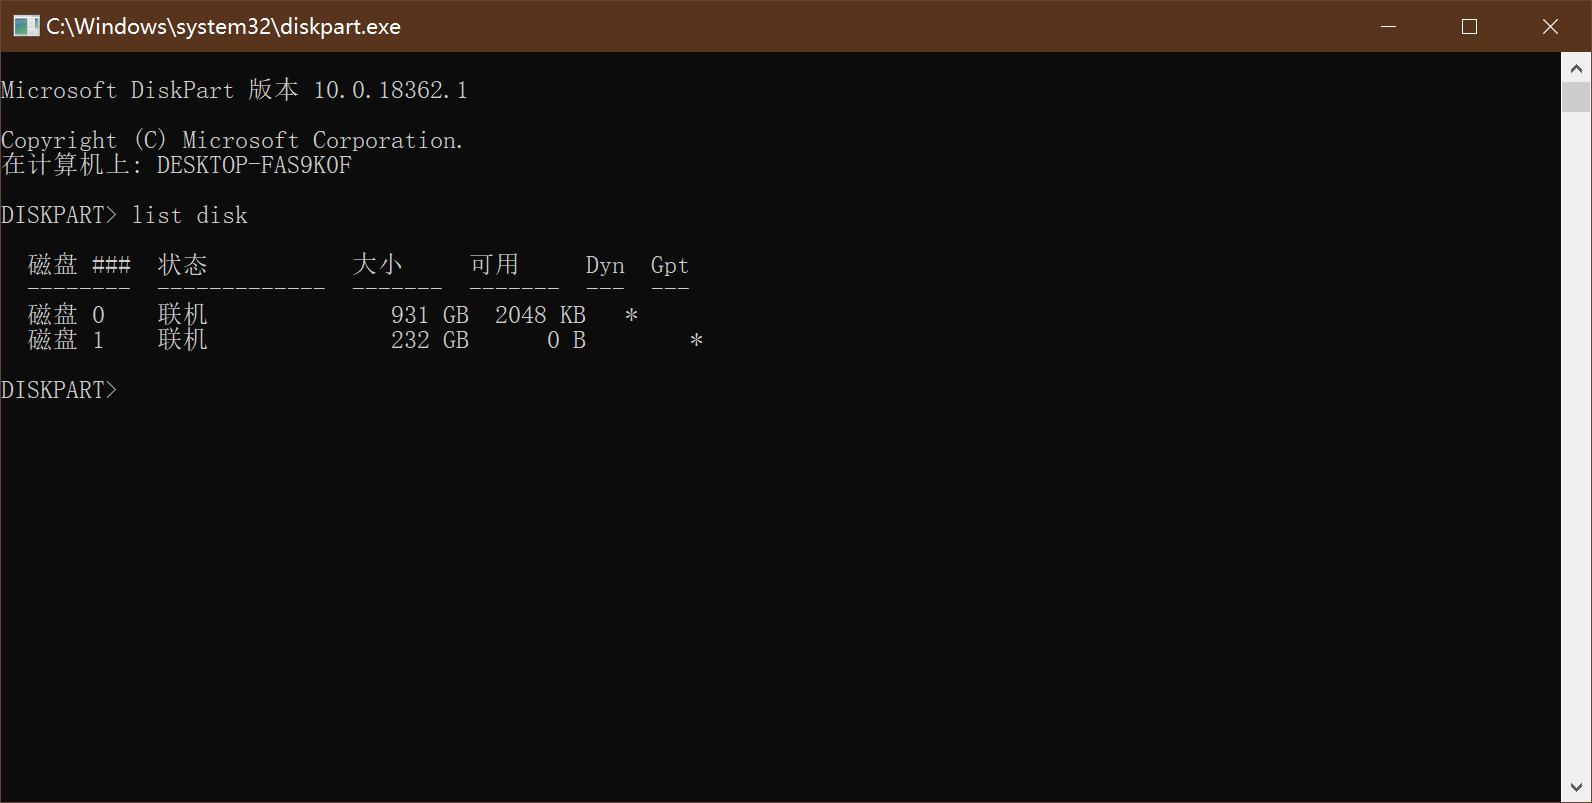 C:\Windows\system32\diskpart.exe
Microsoft DiskPart 版本 10.0.18362.1
Copyright (C) Microsoft Corporation.
在计算机上: DESKTOP-FAS9K0F
DISKPART> list disk
  磁盘 ###  状态           大小     可用     Dyn  Gpt
  --------  -------------  -------  -------  ---  ---
  磁盘 0    联机              931 GB  2048 KB   *
  磁盘 1    联机              232 GB      0 B        *
DISKPART>